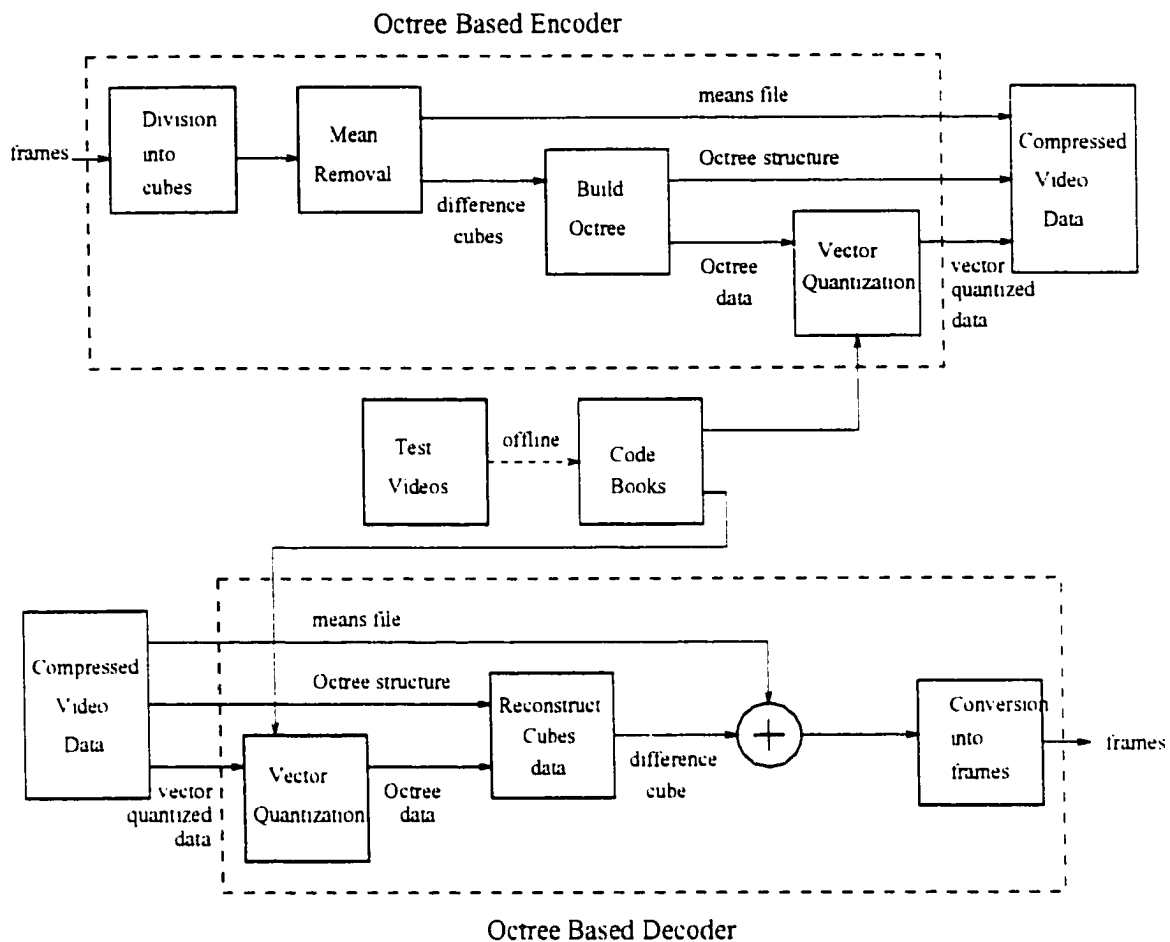 Octree Based Encoder
frames
Division
into
cubes
Mean
Removal
means file
difference
cubes
Build
Octree
Octree structure
Octree
data
Vector
Quantization
vector
quantized
data
Compressed
Video
Data
Test
Videos
offline
Code
Books
Compressed
Video
Data
means file
Octree structure
vector
quantized data
Vector
Quantization
Octree
data
Reconstruct
Cubes
data
difference
cube
+
Conversion
into
frames
frames
Octree Based Decoder